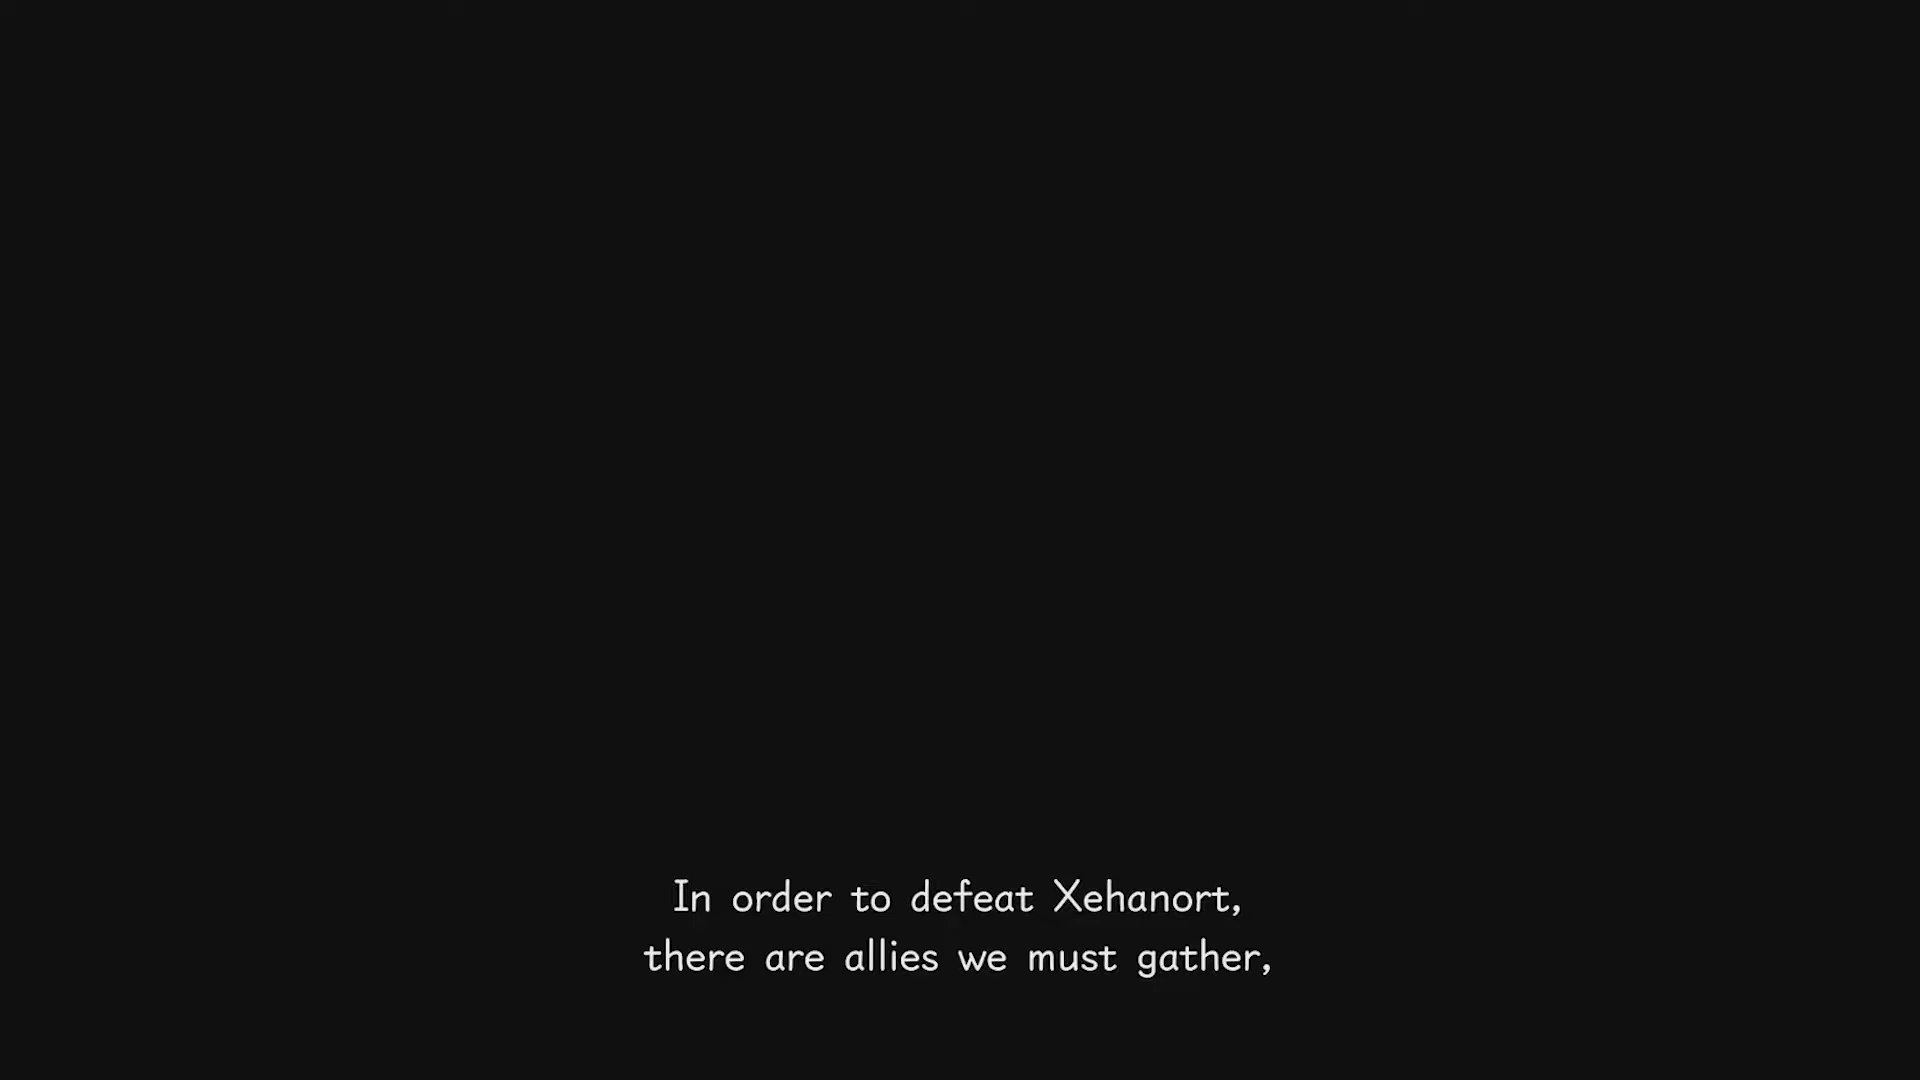 In order to defeat Xehanort,
there are allies we must gather,